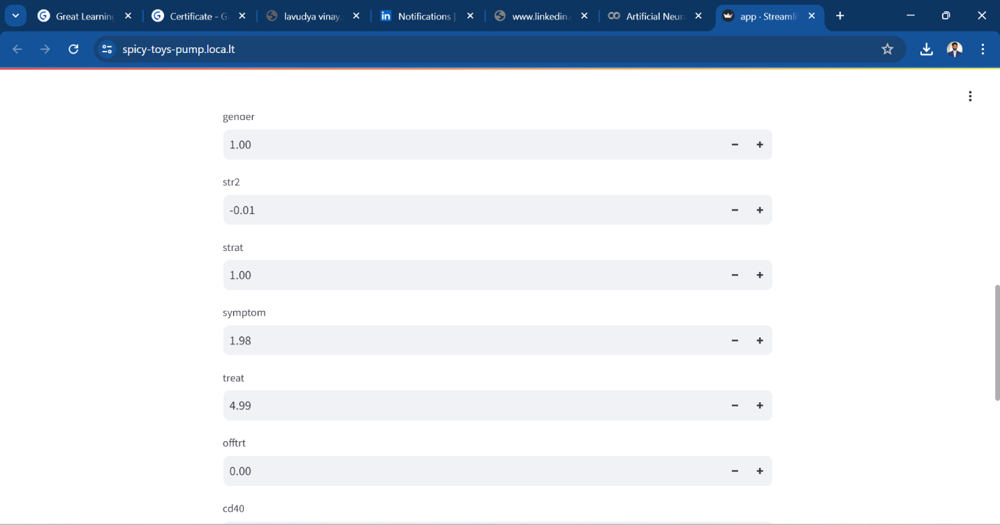 Great Learning
Certificate - G
lavudya vinay
Notifications |
www.linkedin.
Artificial Neur
app · Streamli
spicy-toys-pump.loca.lt
gender
1.00
str2
-0.01
strat
1.00
symptom
1.98
treat
4.99
offtrt
0.00
cd40